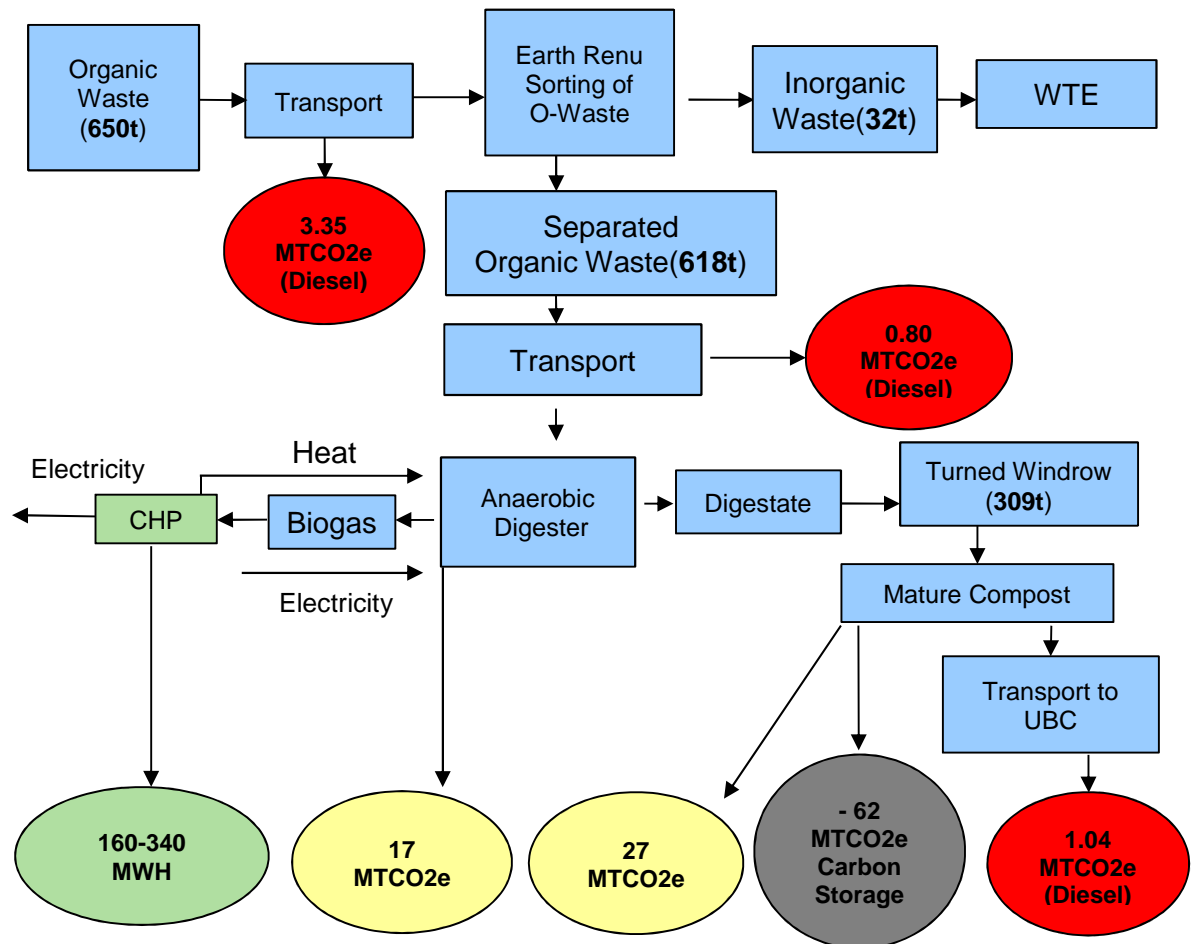 Organic
Waste
(650t)
Transport
Earth Renu
Sorting of
O-Waste
Inorganic
Waste(32t)
WTE
3.35
MTCO2e
(Diesel)
Separated
Organic Waste(618t)
Transport
0.80
MTCO2e
(Diesel)
Electricity
Heat
CHP
Biogas
Electricity
Anaerobic
Digester
Digestate
Turned Windrow
(309t)
Mature Compost
Transport to
UBC
160-340
MWH
17
MTCO2e
27
MTCO2e
- 62
MTCO2e
Carbon
Storage
1.04
MTCO2e
(Diesel)